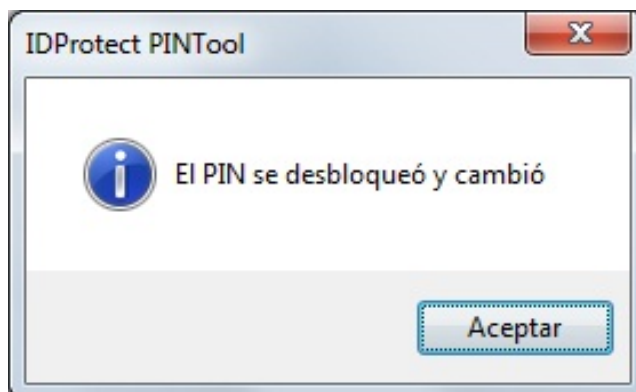 IDProtect PINTool
El PIN se desbloqueó y cambió
Aceptar